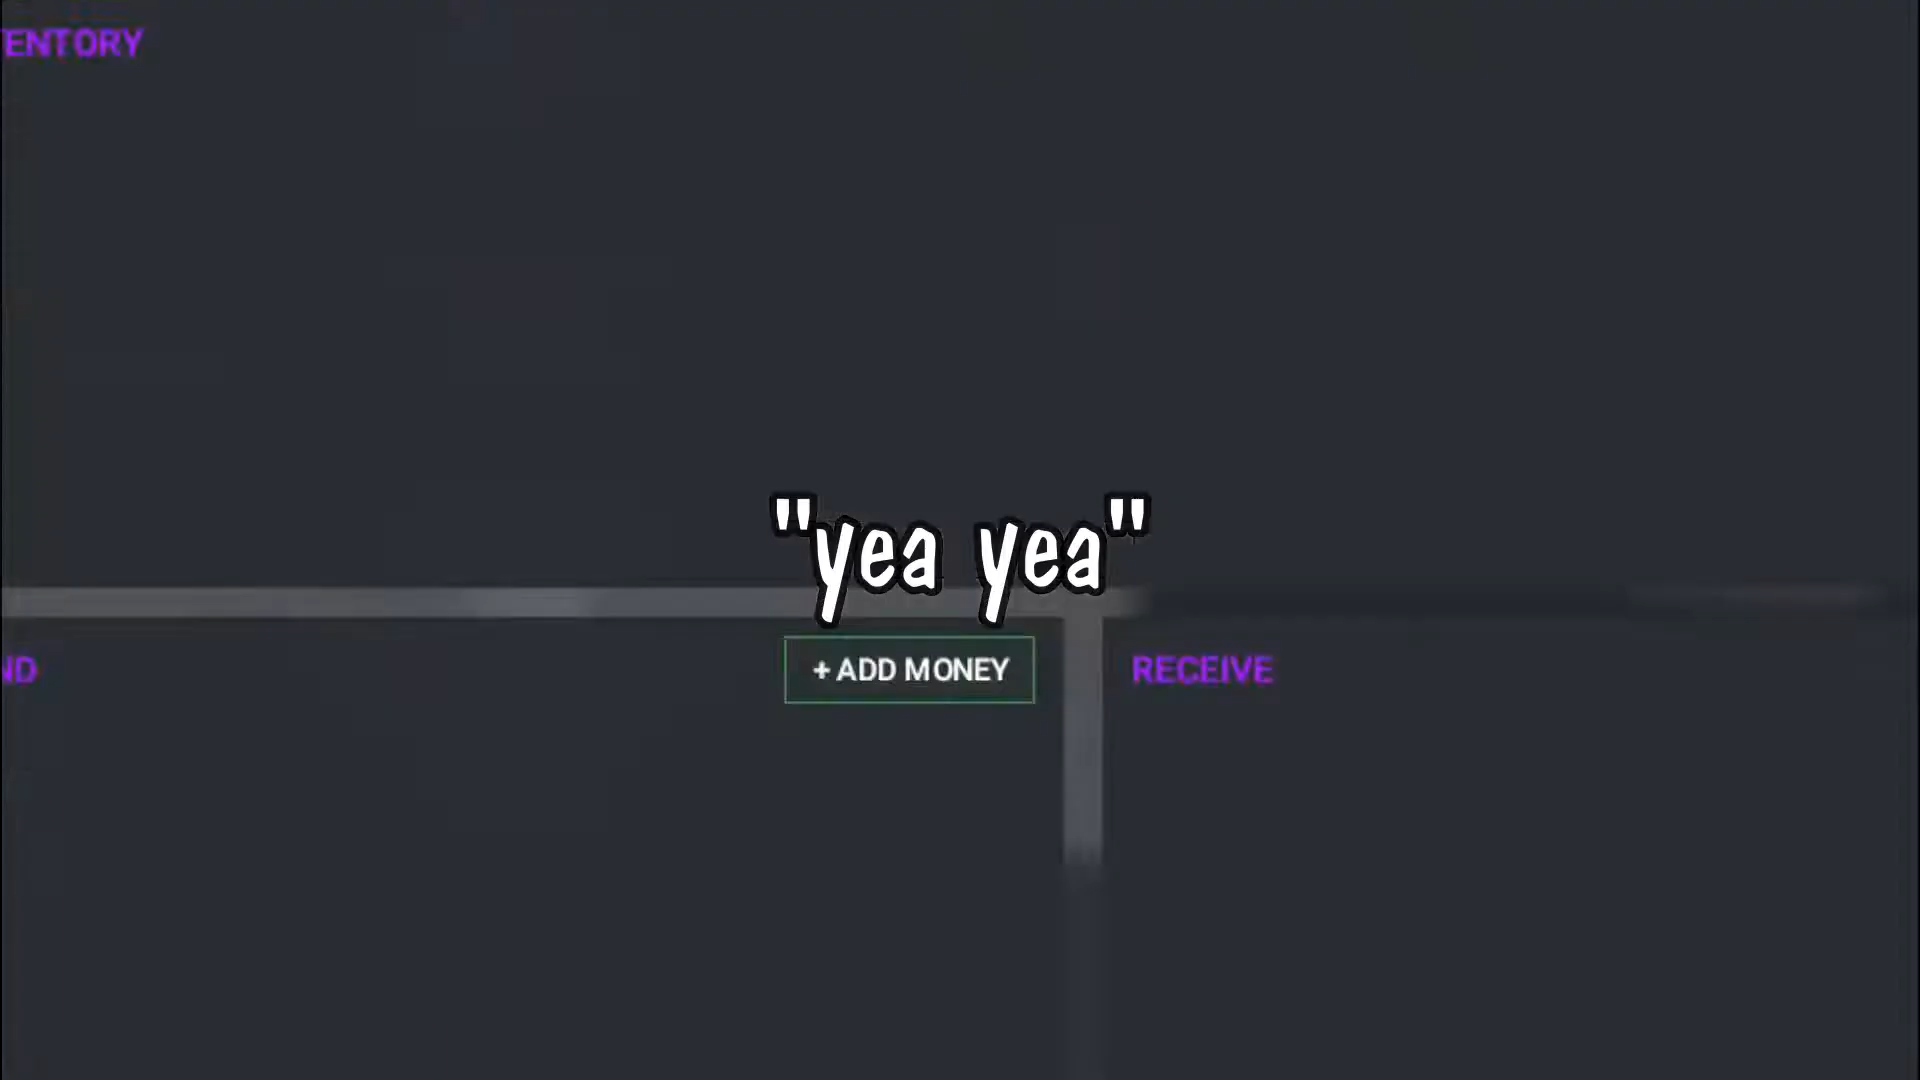 ENTORY
"yea yea"
ND
+ ADD MONEY
RECEIVE